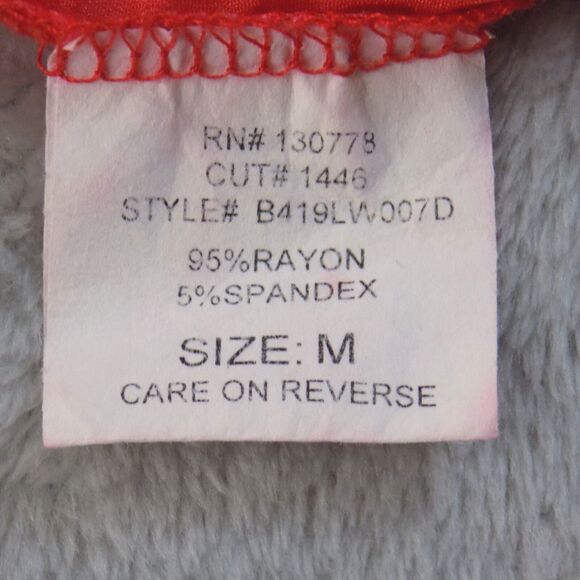 RN# 130778
CUT# 1446
STYLE# B419LW007D
95%RAYON
5%SPANDEX
SIZE: M
CARE ON REVERSE